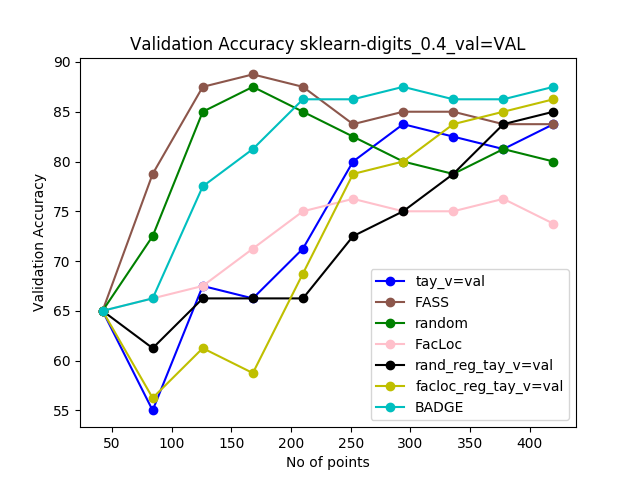 Validation Accuracy sklearn-digits_0.4_val=VAL
Validation Accuracy
90
85
80
75
70
65
60
55
50
100
150
200
250
300
350
400
No of points
tay_v=val
FASS
random
FacLoc
rand_reg_tay_v=val
facloc_reg_tay_v=val
BADGE